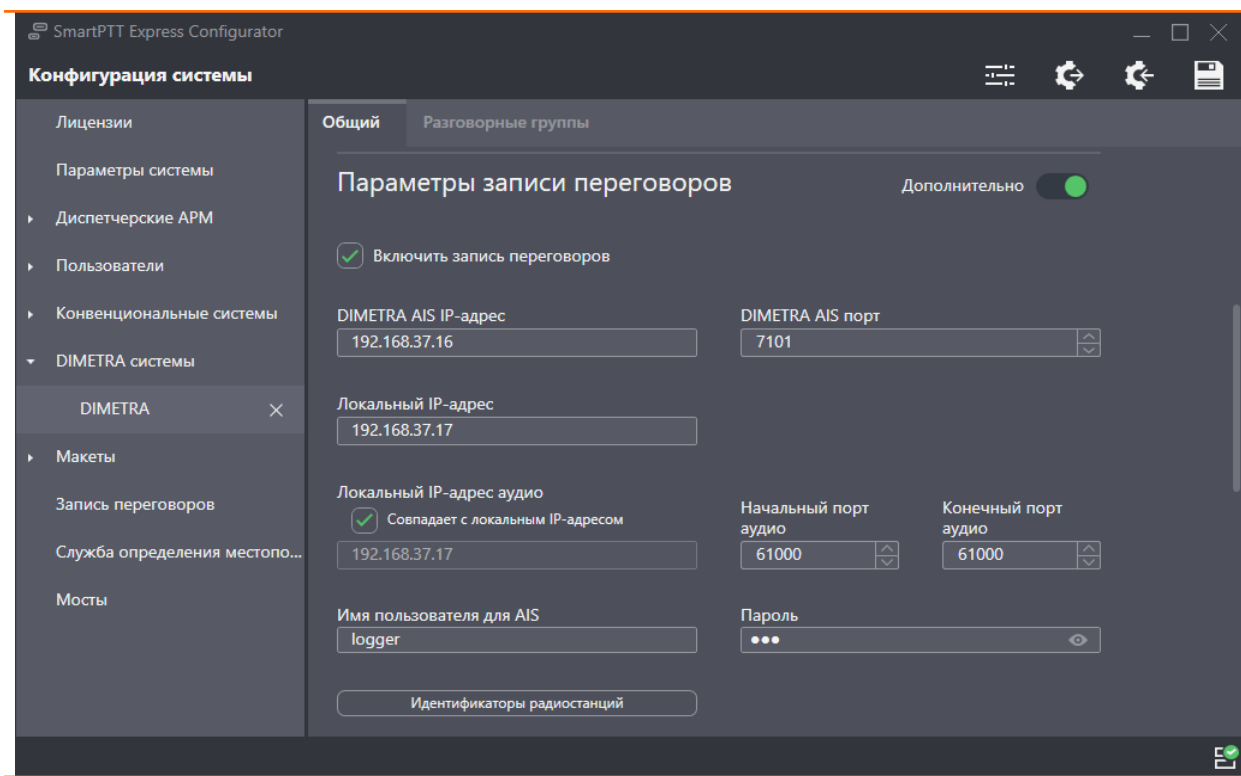 SmartPTT Express Configurator
Конфигурация системы
Лицензии
Параметры системы
Диспетчерские АРМ
Пользователи
Конвенциональные системы
DIMETRA системы
DIMETRA
Макеты
Запись переговоров
Служба определения местопо...
Мосты
Общий
Разговорные группы
Параметры записи переговоров
Дополнительно
Включить запись переговоров
DIMETRA AIS IP-адрес
192.168.37.16
DIMETRA AIS порт
7101
Локальный IP-адрес
192.168.37.17
Локальный IP-адрес аудио
Совпадает с локальным IP-адресом
192.168.37.17
Начальный порт
аудио
61000
Конечный порт
аудио
61000
Имя пользователя для AIS
logger
Пароль
•••
Идентификаторы радиостанций